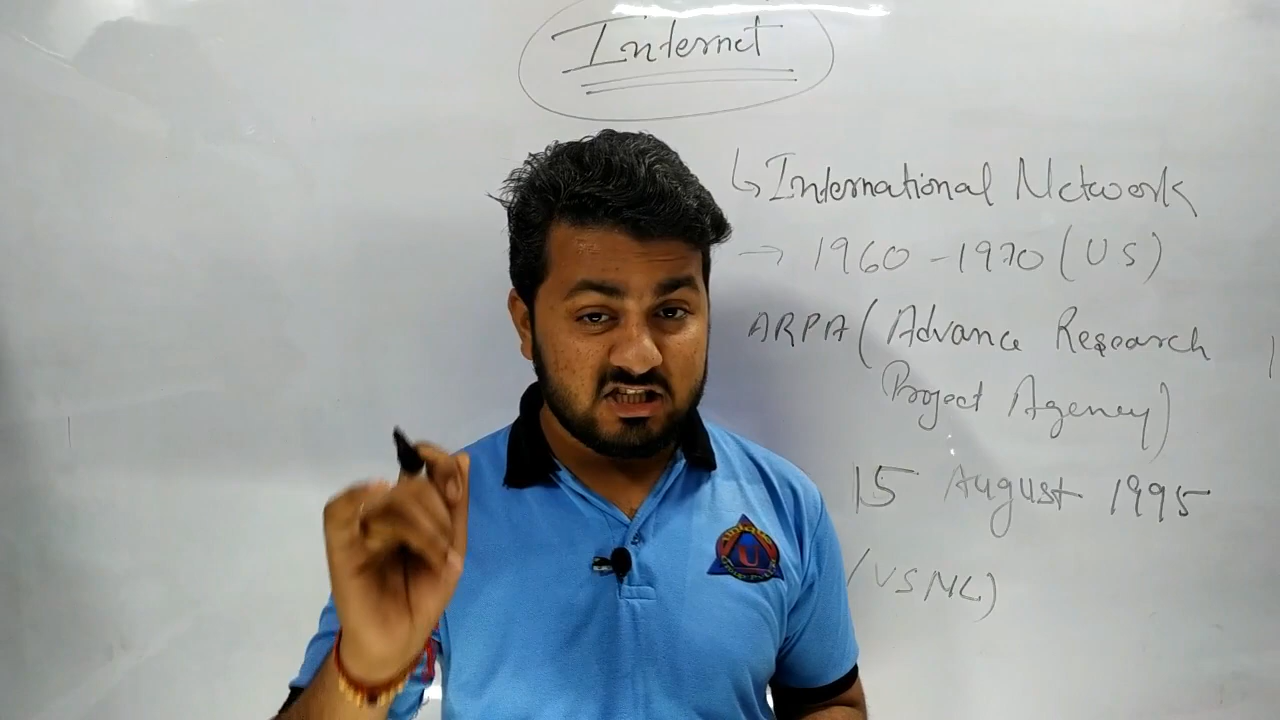 Internet
↳ International Network
→ 1960-1970 (US)
ARPA (Advance Research
Project Agency)
15 August 1995
(VSNL)